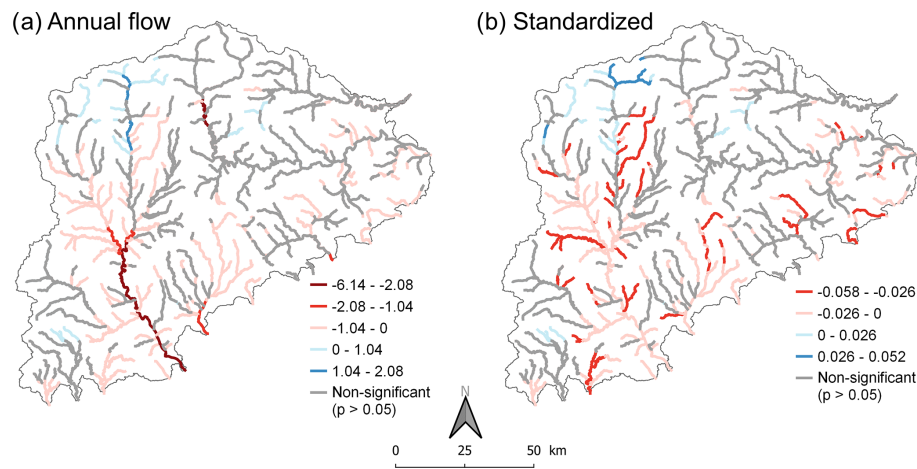 (a) Annual flow
(b) Standardized
-6.14 - -2.08
-2.08 - -1.04
-1.04 - 0
0 - 1.04
1.04 - 2.08
Non-significant
(p > 0.05)
-0.058 - -0.026
-0.026 - 0
0 - 0.026
0.026 - 0.052
Non-significant
(p > 0.05)
N
0 25 50 km